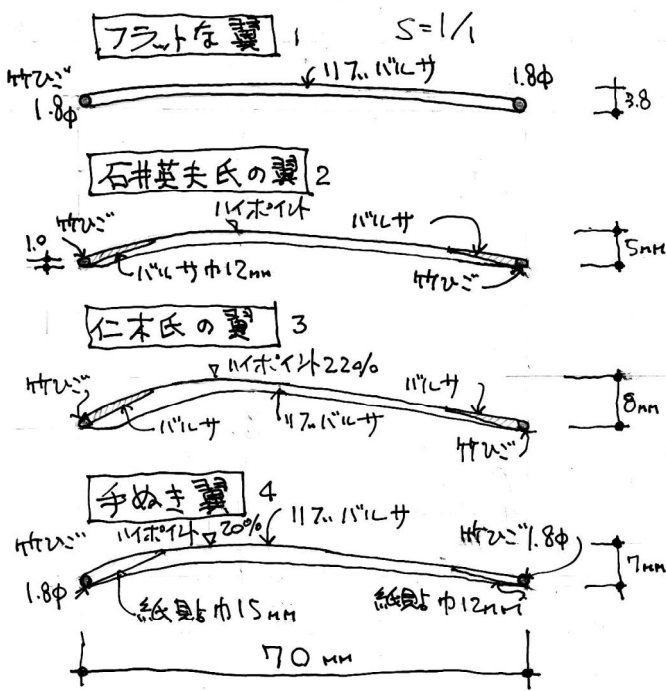 フラットな翼 1 S=1/1
竹ひご 1.8φ リブバルサ 1.8φ 3.8
石井英夫氏の翼 2
竹ひご ハイポイント バルサ
1.0 バルサ巾12mm 竹ひご 5mm
仁木氏の翼 3
竹ひご ハイポイント22% バルサ
バルサ リブバルサ 竹ひご 8mm
手ぬき翼 4
竹ひご ハイポイント 20% リブバルサ 竹ひご1.8φ
1.8φ 紙貼巾15mm 紙貼巾12mm 7mm
70mm